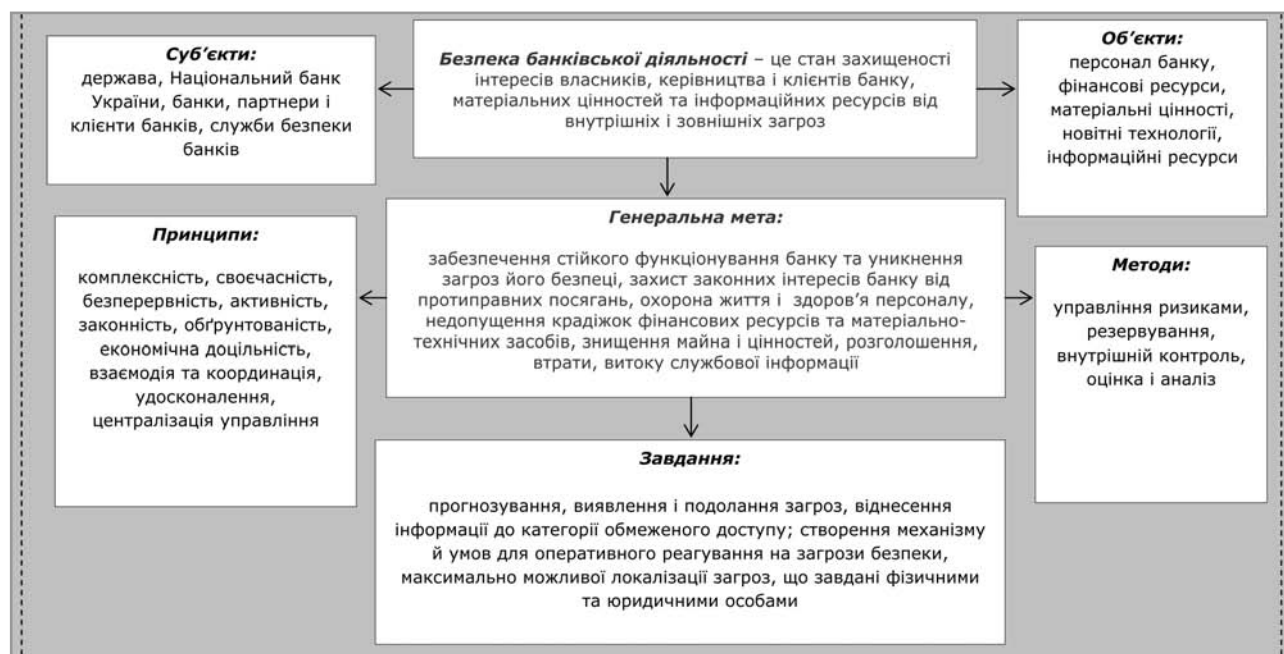 Суб’єкти:
держава, Національний банк
України, банки, партнери і
клієнти банків, служби безпеки
банків
Безпека банківської діяльності – це стан захищеності
інтересів власників, керівництва і клієнтів банку,
матеріальних цінностей та інформаційних ресурсів від
внутрішніх і зовнішніх загроз
Об’єкти:
персонал банку,
фінансові ресурси,
матеріальні цінності,
новітні технології,
інформаційні ресурси
Принципи:
комплексність, своєчасність,
безперервність, активність,
законність, обґрунтованість,
економічна доцільність,
взаємодія та координація,
удосконалення,
централізація управління
Генеральна мета:
забезпечення стійкого функціонування банку та уникнення
загроз його безпеці, захист законних інтересів банку від
протиправних посягань, охорона життя і здоров’я персоналу,
недопущення крадіжок фінансових ресурсів та матеріально-
технічних засобів, знищення майна і цінностей, розголошення,
втрати, витоку службової інформації
Методи:
управління ризиками,
резервування,
внутрішній контроль,
оцінка і аналіз
Завдання:
прогнозування, виявлення і подолання загроз, віднесення
інформації до категорії обмеженого доступу; створення механізму
й умов для оперативного реагування на загрози безпеки,
максимально можливої локалізації загроз, що завдані фізичними
та юридичними особами